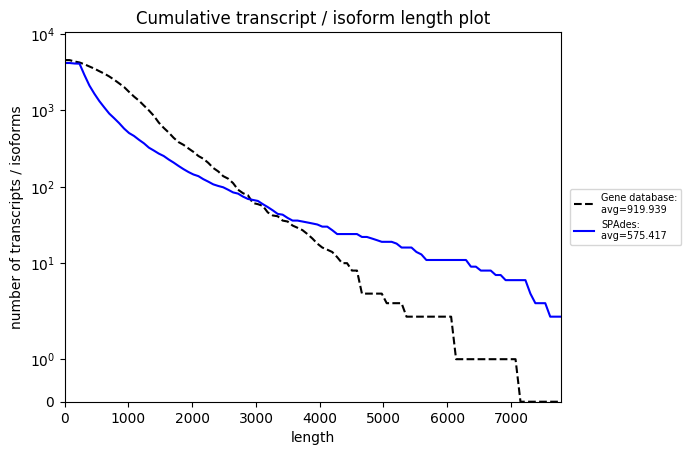 Cumulative transcript / isoform length plot
number of transcripts / isoforms
10^4
10^3
10^2
10^1
10^0
0
0 1000 2000 3000 4000 5000 6000 7000
length
Gene database:
avg=919.939
SPAdes:
avg=575.417